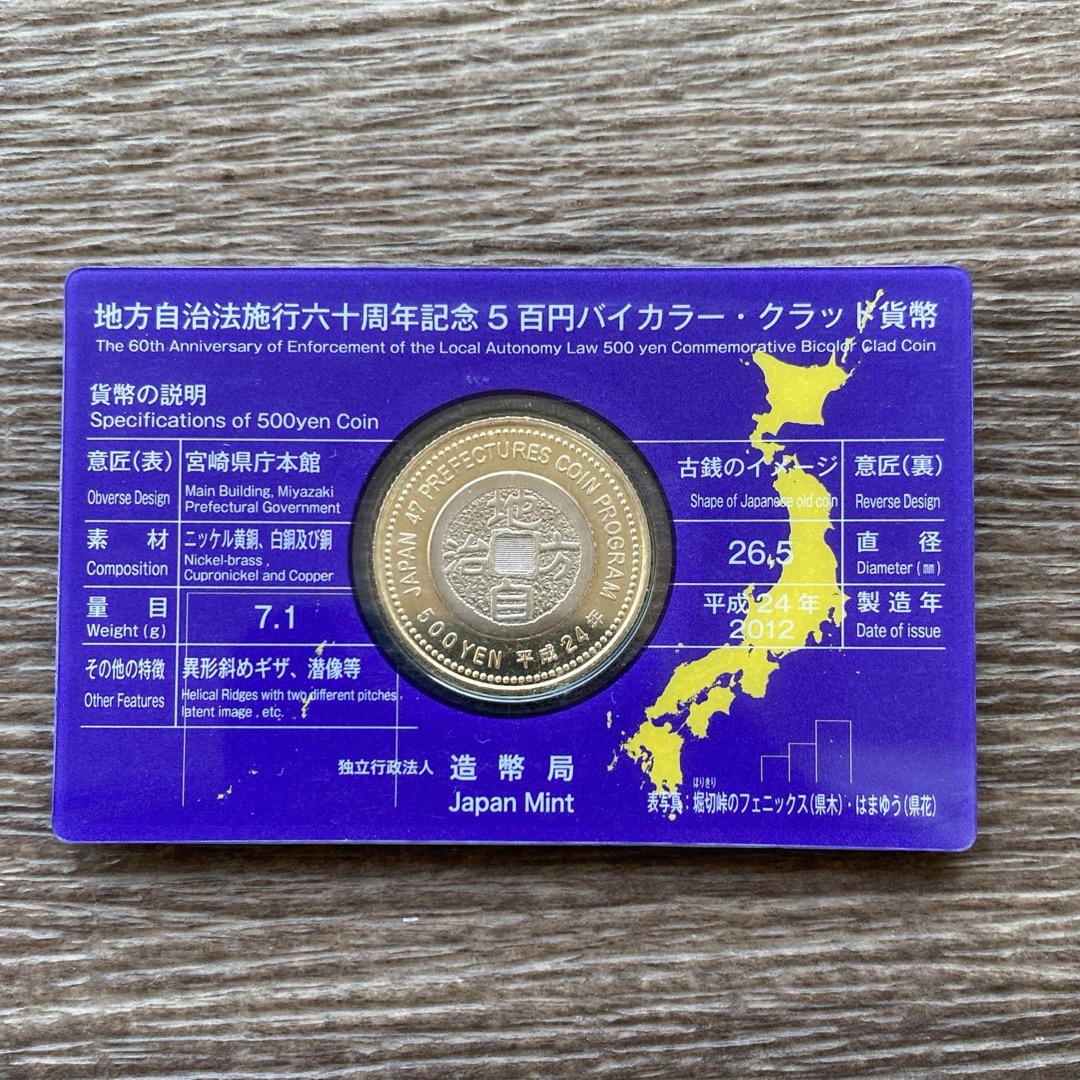 地方自治法施行六十周年記念5百円バイカラー・クラッド貨幣
The 60th Anniversary of Enforcement of the Local Autonomy Law 500 yen Commemorative Bicolor Clad Coin
貨幣の説明
Specifications of 500yen Coin
意匠(表)
Obverse Design
宮崎県庁本館
Main Building, Miyazaki
Prefectural Government
素材
Composition
ニッケル黄銅、白銅及び銅
Nickel-brass,
Cupronickel and Copper
量目
Weight(g)
7.1
その他の特徴
Other Features
異形斜めギザ、潜像等
Helical Ridges with two different pitches,
latent image, etc.
JAPAN 47 PREFECTURES COIN PROGRAM
500YEN 平成24年
地方自治
古銭のイメージ
Shape of Japanese old coin
意匠(裏)
Reverse Design
26.5
直径
Diameter(mm)
平成24年
2012
製造年
Date of issue
独立行政法人 造幣局
Japan Mint
ほりきり
表写真:堀切峠のフェニックス(県木)・はまゆう(県花)